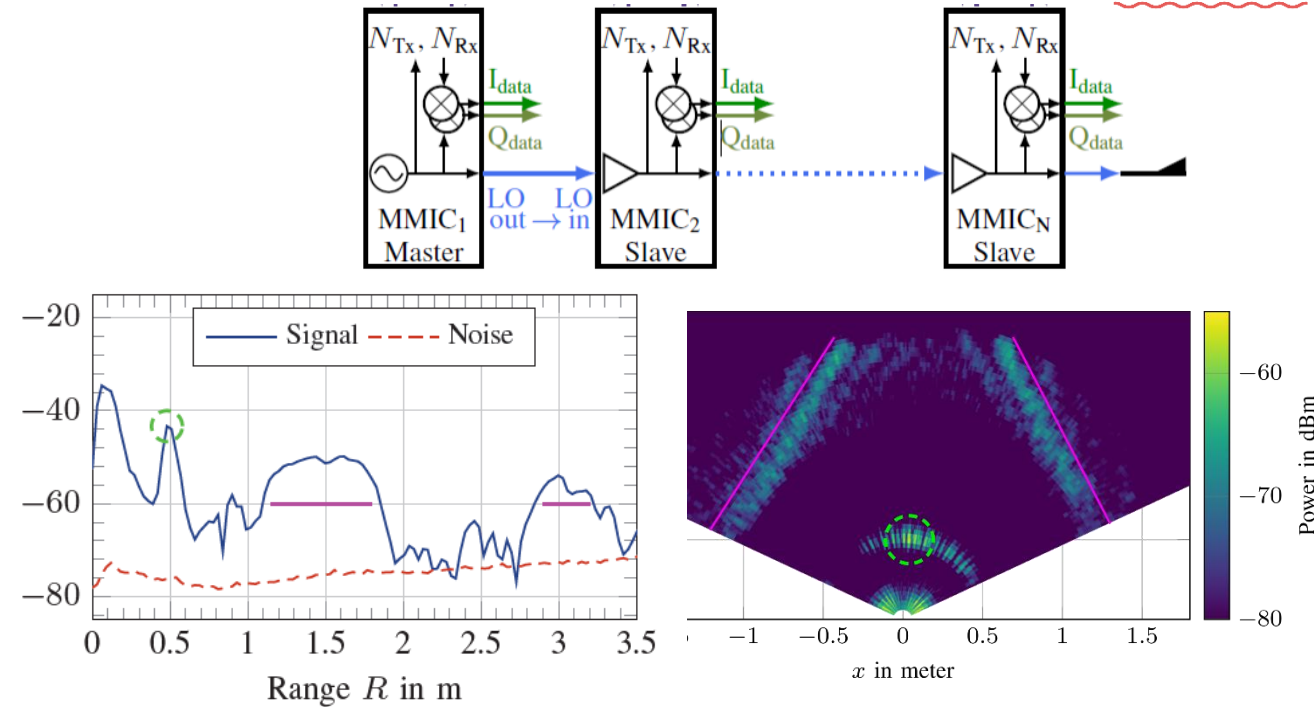 N_Tx, N_Rx N_Tx, N_Rx N_Tx, N_Rx
I_data I_data I_data
Q_data Q_data Q_data
LO LO
out → in
MMIC_1 MMIC_2 MMIC_N
Master Slave Slave
−20
−40
−60
−80
Signal Noise
0 0.5 1 1.5 2 2.5 3 3.5
Range R in m
−60
−70
−80
Power in dBm
−1 −0.5 0 0.5 1 1.5
x in meter